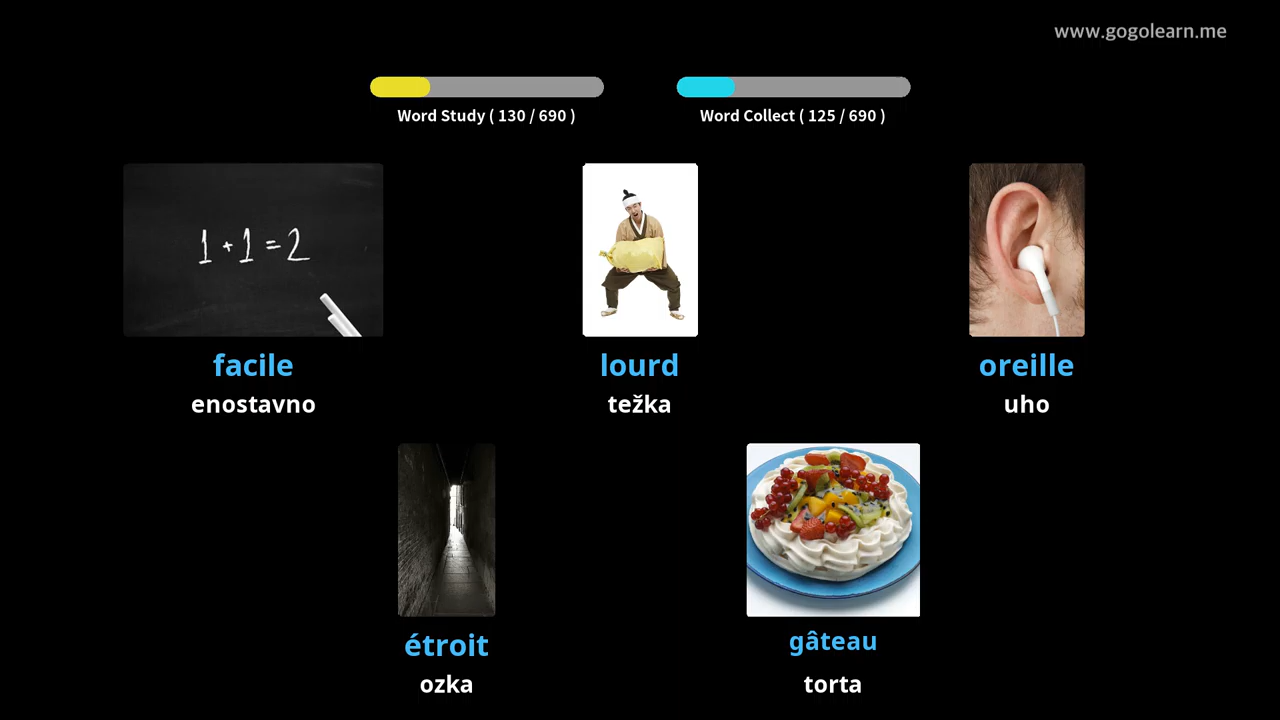 www.gogolearn.me
Word Study ( 130 / 690 )
Word Collect ( 125 / 690 )
1 + 1 = 2
facile
enostavno
lourd
težka
oreille
uho
étroit
ozka
gâteau
torta